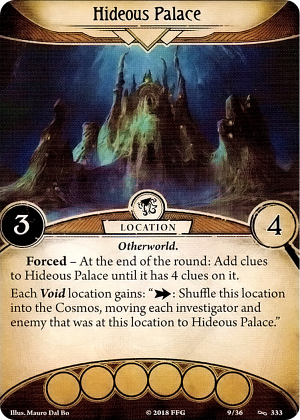 Hideous Palace
3
LOCATION
4
Otherworld.
Forced – At the end of the round: Add clues
to Hideous Palace until it has 4 clues on it.
Each Void location gains: “ : Shuffle this location
into the Cosmos, moving each investigator and
enemy that was at this location to Hideous Palace.”
Illus. Mauro Dal Bo
© 2018 FFG
9/36
333